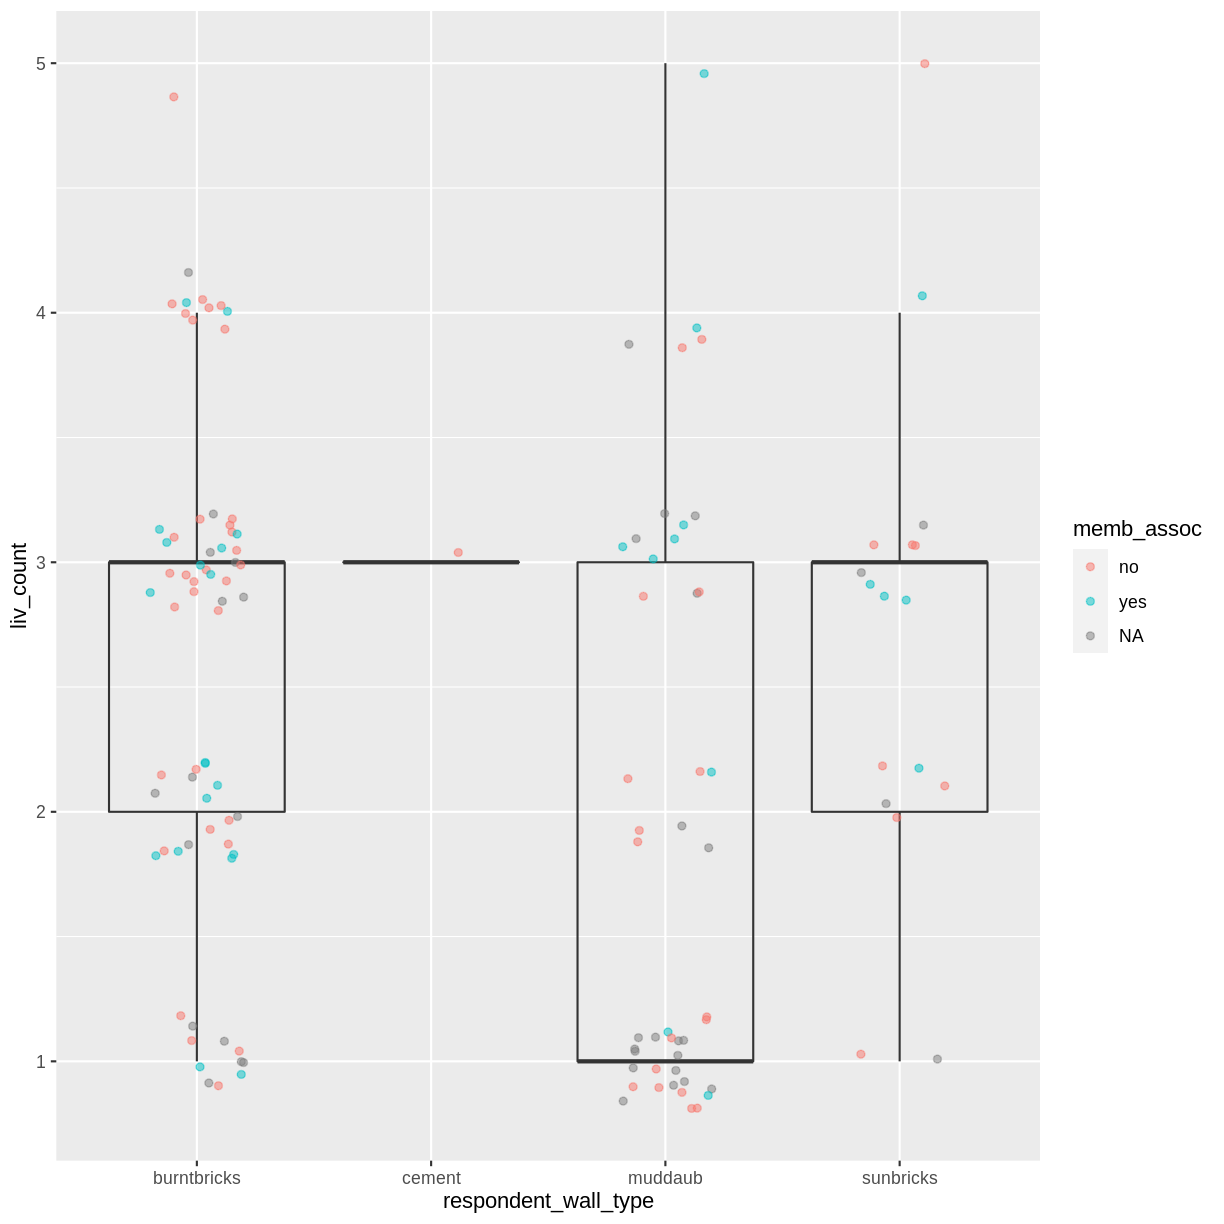 5
4
3
2
1
liv_count
burntbricks cement muddaub sunbricks
respondent_wall_type
memb_assoc
no
yes
NA